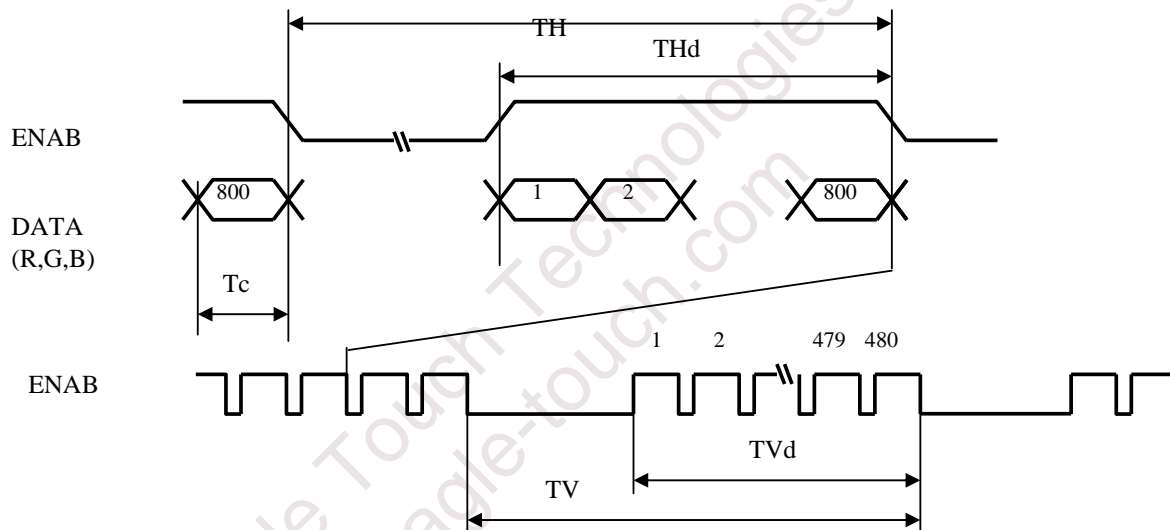 TH
THd
ENAB
800 1 2 800
DATA
(R,G,B)
Tc
1 2 479 480
ENAB
TVd
TV